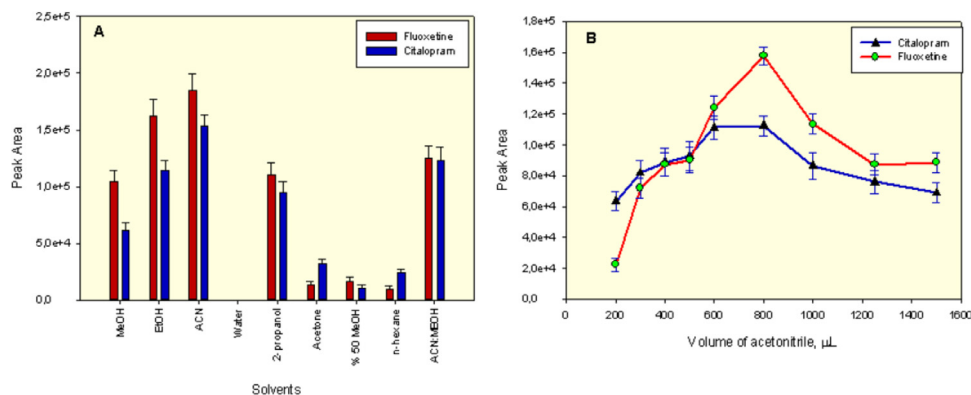 A
Fluoxetine
Citalopram
Peak Area
2,5e+5
2,0e+5
1,5e+5
1,0e+5
5,0e+4
0,0
MeOH
EtOH
ACN
Water
2-propanol
Acetone
% 50 MeOH
n-hexane
ACN:MEOH
Solvents
B
Citalopram
Fluoxetine
Peak Area
1,8e+5
1,6e+5
1,4e+5
1,2e+5
1,0e+5
8,0e+4
6,0e+4
4,0e+4
2,0e+4
0,0
0 200 400 600 800 1000 1200 1400 1600
Volume of acetonitrile, µL